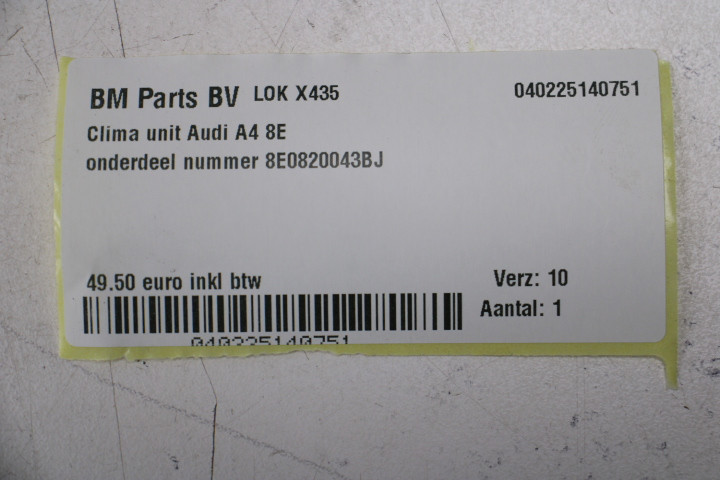 BM Parts BV LOK X435 040225140751
Clima unit Audi A4 8E
onderdeel nummer 8E0820043BJ
49.50 euro inkl btw Verz: 10
Aantal: 1
040225140751